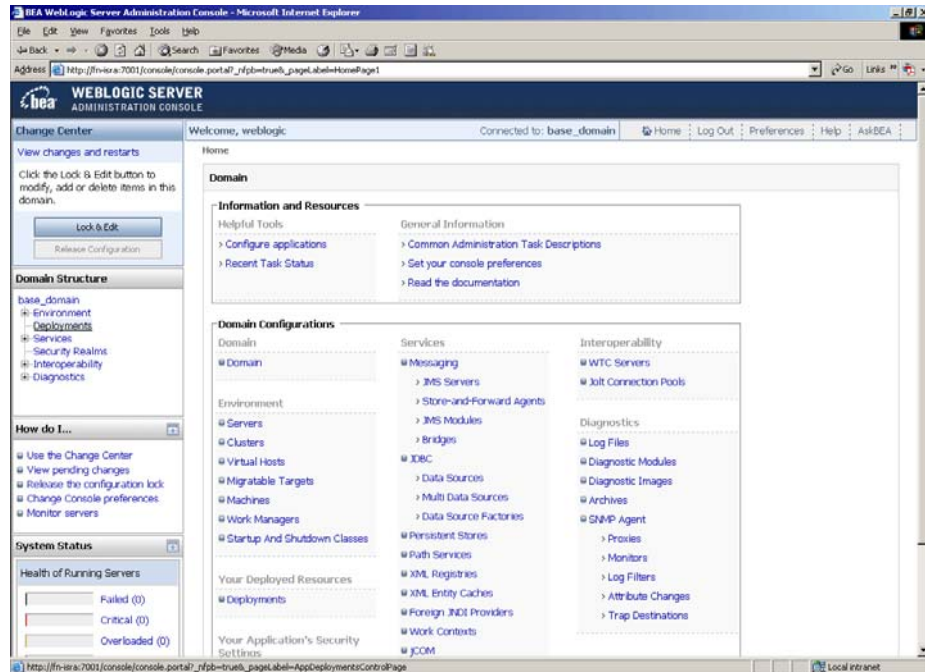 BEA WebLogic Server Administration Console - Microsoft Internet Explorer
File Edit View Favorites Tools Help
Back Search Favorites Media
Address http://fn-isra:7001/console/console.portal?_nfpb=true&_pageLabel=HomePage1 Go Links
bea WEBLOGIC SERVER
ADMINISTRATION CONSOLE
Change Center
View changes and restarts
Click the Lock & Edit button to
modify, add or delete items in this
domain.
Lock & Edit
Release Configuration
Domain Structure
base_domain
Environment
Deployments
Services
Security Realms
Interoperability
Diagnostics
How do I...
Use the Change Center
View pending changes
Release the configuration lock
Change Console preferences
Monitor servers
System Status
Health of Running Servers
Failed (0)
Critical (0)
Overloaded (0)
Welcome, weblogic Connected to: base_domain Home Log Out Preferences Help AskBEA
Home
Domain
Information and Resources
Helpful Tools
Configure applications
Recent Task Status
General Information
Common Administration Task Descriptions
Set your console preferences
Read the documentation
Domain Configurations
Domain
Domain
Environment
Servers
Clusters
Virtual Hosts
Migratable Targets
Machines
Work Managers
Startup And Shutdown Classes
Your Deployed Resources
Deployments
Your Application's Security
Settings
Services
Messaging
JMS Servers
Store-and-Forward Agents
JMS Modules
Bridges
JDBC
Data Sources
Multi Data Sources
Data Source Factories
Persistent Stores
Path Services
XML Registries
XML Entity Caches
Foreign JNDI Providers
Work Contexts
jCOM
Interoperability
WTC Servers
Jolt Connection Pools
Diagnostics
Log Files
Diagnostic Modules
Diagnostic Images
Archives
SNMP Agent
Proxies
Monitors
Log Filters
Attribute Changes
Trap Destinations
http://fn-isra:7001/console/console.portal?_nfpb=true&_pageLabel=AppDeploymentsControlPage Local intranet